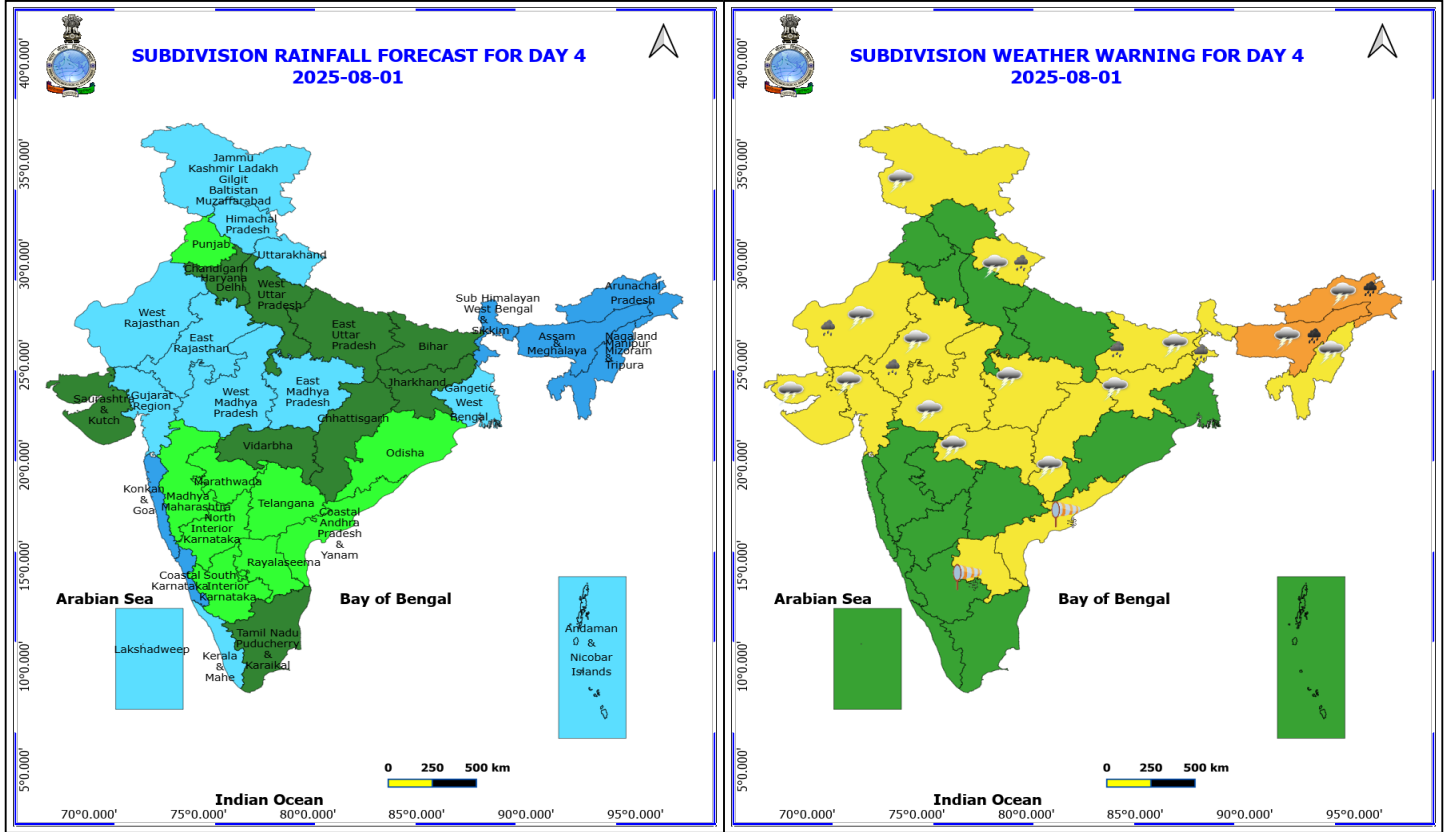 SUBDIVISION RAINFALL FORECAST FOR DAY 4
2025-08-01
40°0.000'
35°0.000'
30°0.000'
25°0.000'
20°0.000'
15°0.000'
10°0.000'
5°0.000'
Jammu
Kashmir Ladakh
Gilgit
Baltistan
Muzaffarabad
Himachal
Pradesh
Punjab
Uttarakhand
Chandigarh
Haryana
Delhi
West
Uttar
Pradesh
West
Rajasthan
East
Rajasthan
East
Uttar
Pradesh
Bihar
Sub Himalayan
West Bengal
&
Sikkim
Arunachal
Pradesh
Assam
&
Meghalaya
Nagaland
Manipur
Mizoram
&
Tripura
Saurashtra
&
Kutch
Gujarat
Region
West
Madhya
Pradesh
East
Madhya
Pradesh
Jharkhand
Gangetic
West
Bengal
Chhattisgarh
Vidarbha
Odisha
Konkan
&
Goa
Marathwada
Madhya
Maharashtra
Telangana
North
Interior
Karnataka
Coastal
Andhra
Pradesh
&
Yanam
Rayalaseema
Coastal
Karnataka
South
Interior
Karnataka
Tamil Nadu
Puducherry
&
Karaikal
Kerala
&
Mahe
Lakshadweep
Andaman
&
Nicobar
Islands
Arabian Sea
Bay of Bengal
0 250 500 km
Indian Ocean
70°0.000' 75°0.000' 80°0.000' 85°0.000' 90°0.000' 95°0.000'
SUBDIVISION WEATHER WARNING FOR DAY 4
2025-08-01
40°0.000'
35°0.000'
30°0.000'
25°0.000'
20°0.000'
15°0.000'
10°0.000'
5°0.000'
Arabian Sea
Bay of Bengal
0 250 500 km
Indian Ocean
70°0.000' 75°0.000' 80°0.000' 85°0.000' 90°0.000' 95°0.000'